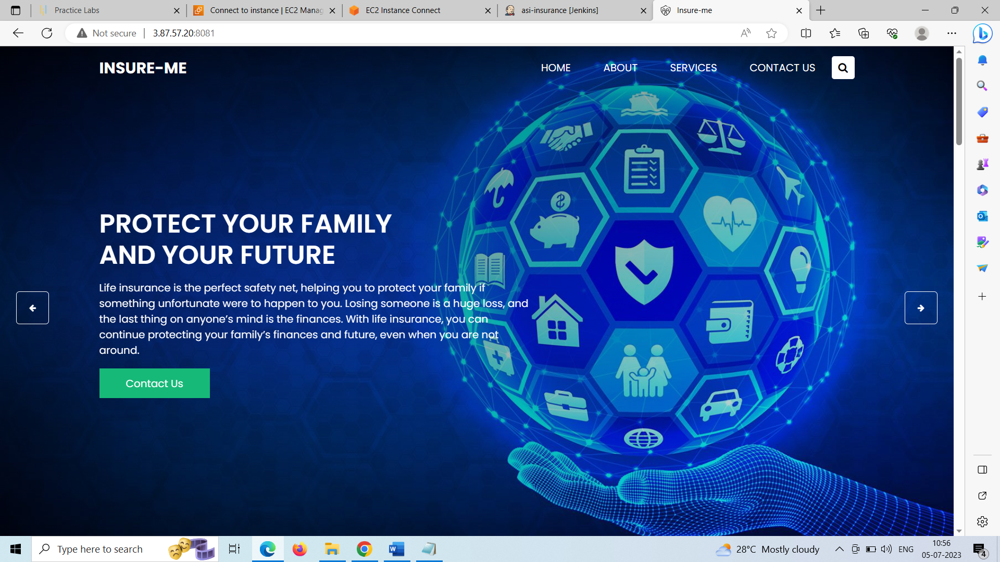 Practice Labs
Connect to instance | EC2 Manag
EC2 Instance Connect
asi-insurance [Jenkins]
Insure-me
Not secure
3.87.57.20:8081
INSURE-ME
HOME
ABOUT
SERVICES
CONTACT US
PROTECT YOUR FAMILY
AND YOUR FUTURE
Life insurance is the perfect safety net, helping you to protect your family if
something unfortunate were to happen to you. Losing someone is a huge loss, and
the last thing on anyone’s mind is the finances. With life insurance, you can
continue protecting your family’s finances and future, even when you are not
around.
Contact Us
Type here to search
28°C Mostly cloudy
ENG
10:56
05-07-2023
4